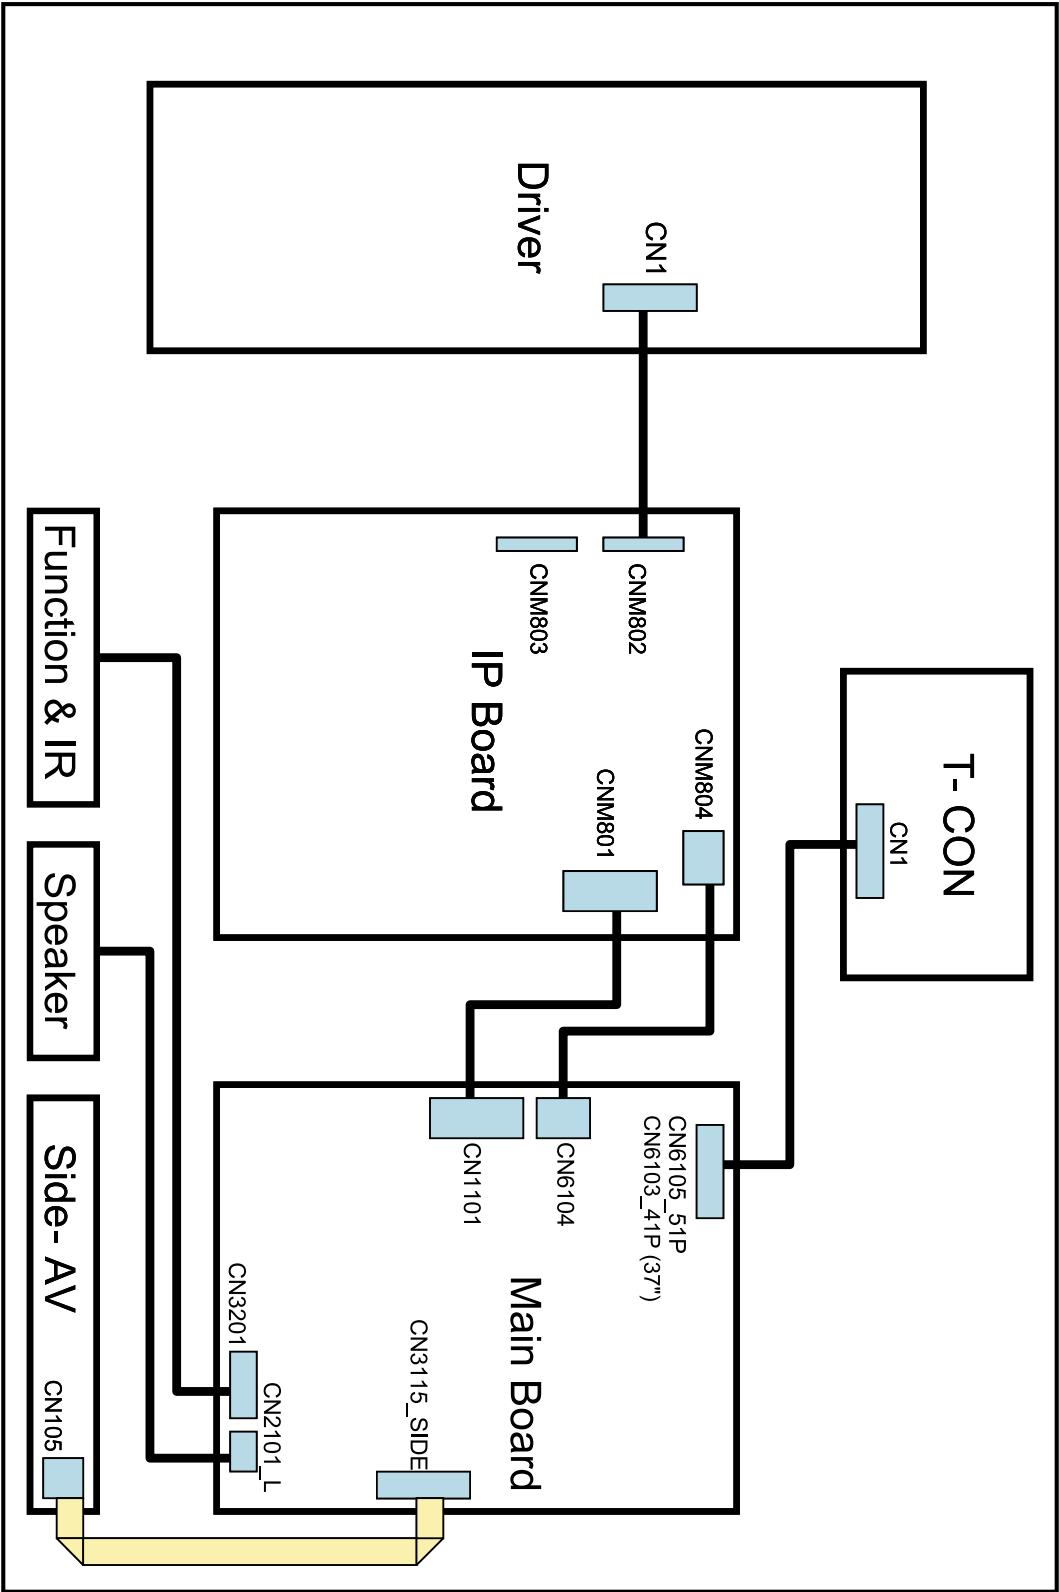 T- CON
CN1
Driver
CN1
IP Board
CNM802
CNM803
CNM804
CNM801
Main Board
CN6105_51P
CN6103_41P (37")
CN6104
CN1101
CN3115_SIDE
CN3201
CN2101_L
Function & IR
Speaker
Side- AV
CN105